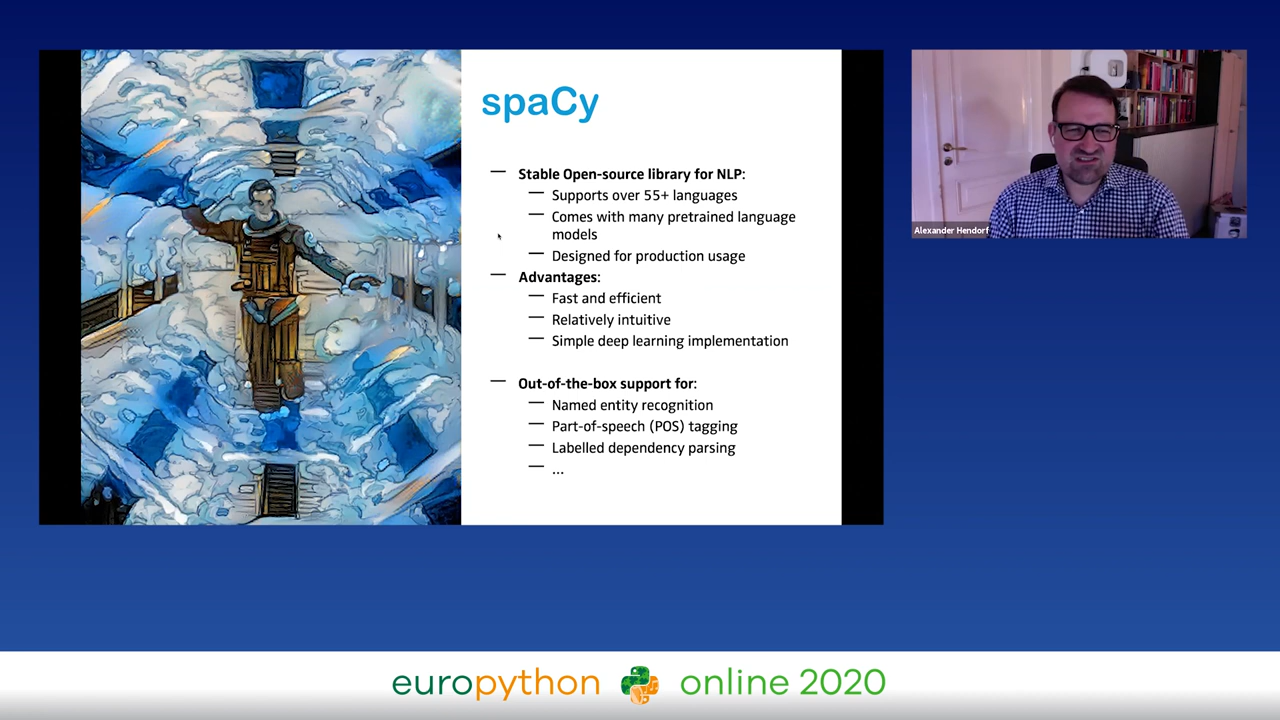 spaCy
— Stable Open-source library for NLP:
— Supports over 55+ languages
— Comes with many pretrained language
models
— Designed for production usage
— Advantages:
— Fast and efficient
— Relatively intuitive
— Simple deep learning implementation
— Out-of-the-box support for:
— Named entity recognition
— Part-of-speech (POS) tagging
— Labelled dependency parsing
— ...
Alexander Hendorf
europython online 2020